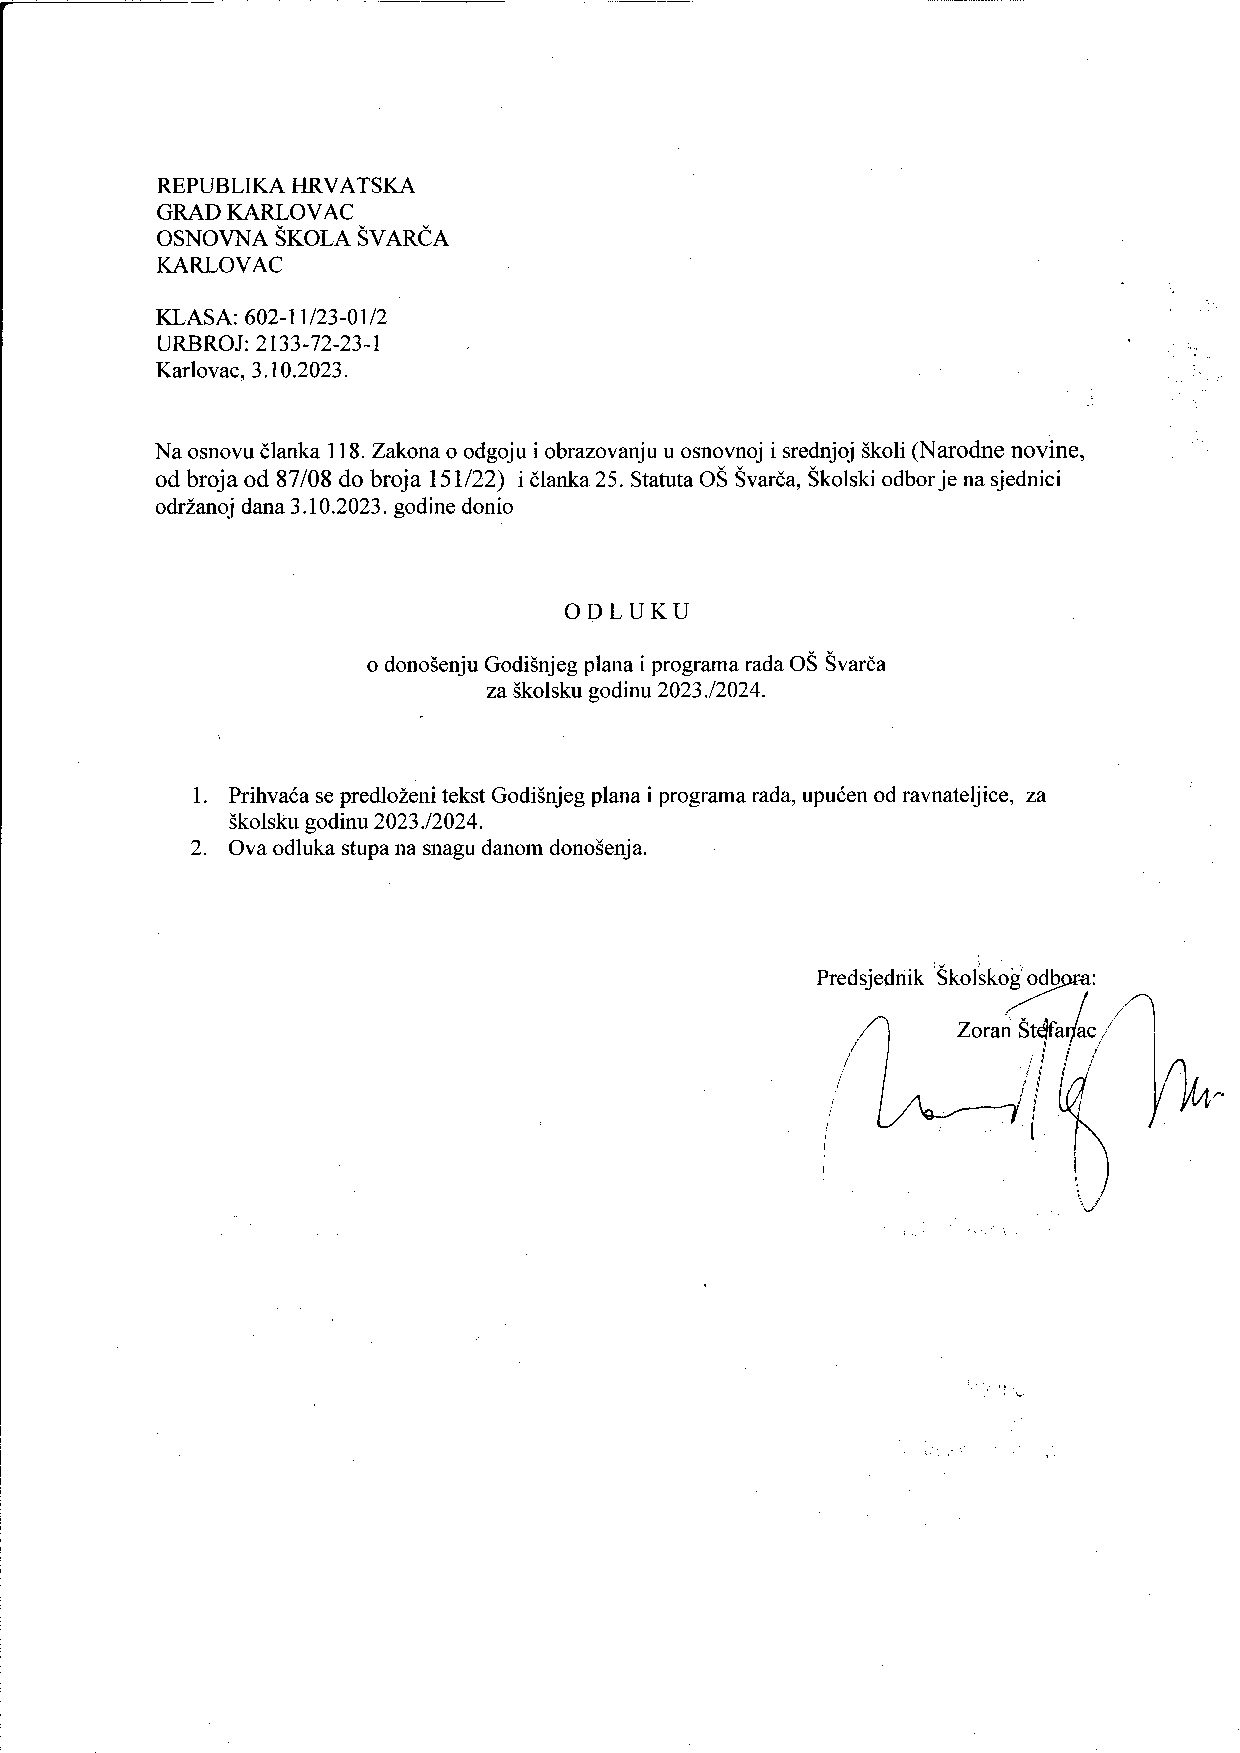 REPUBLIKA HRVATSKA
GRAD KARLOVAC
OSNOVNA ŠKOLA ŠVARČA
KARLOVAC
KLASA: 602-11/23-01/2
URBROJ: 2133-72-23-1
Karlovac, 3.10.2023.
Na osnovu članka 118. Zakona o odgoju i obrazovanju u osnovnoj i srednjoj školi (Narodne novine,
od broja od 87/08 do broja 151/22) i članka 25. Statuta OŠ Švarča, Školski odbor je na sjednici
održanoj dana 3.10.2023. godine donio
O D L U K U
o donošenju Godišnjeg plana i programa rada OŠ Švarča
za školsku godinu 2023./2024.
1. Prihvaća se predloženi tekst Godišnjeg plana i programa rada, upućen od ravnateljice, za
školsku godinu 2023./2024.
2. Ova odluka stupa na snagu danom donošenja.
Predsjednik Školskog odbora:
Zoran Štefanac